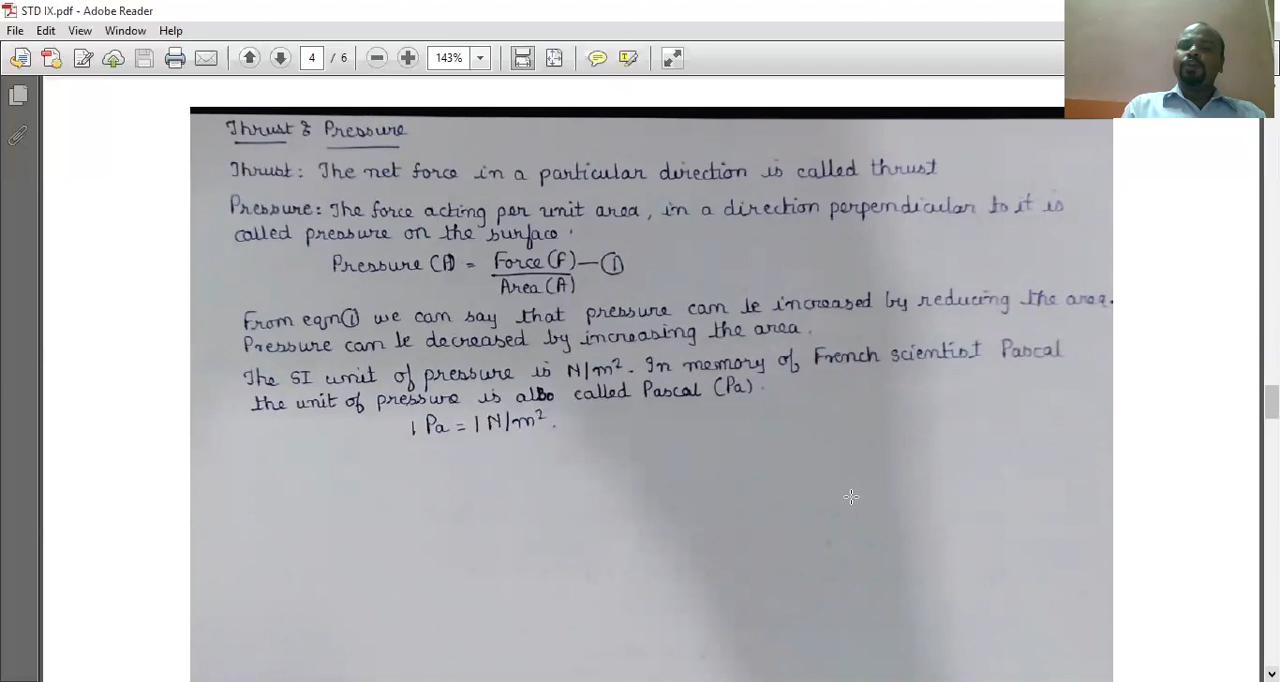 STD IX.pdf - Adobe Reader
File Edit View Window Help
4 / 6 143%
Thrust & Pressure
Thrust: The net force in a particular direction is called thrust
Pressure: The force acting per unit area, in a direction perpendicular to it is
called pressure on the surface.
Pressure (P) = Force (F) — ①
Area (A)
From eqn① we can say that pressure can be increased by reducing the area.
Pressure can be decreased by increasing the area.
The SI unit of pressure is N/m². In memory of French scientist Pascal
the unit of pressure is also called Pascal (Pa).
1 Pa = 1 N/m².